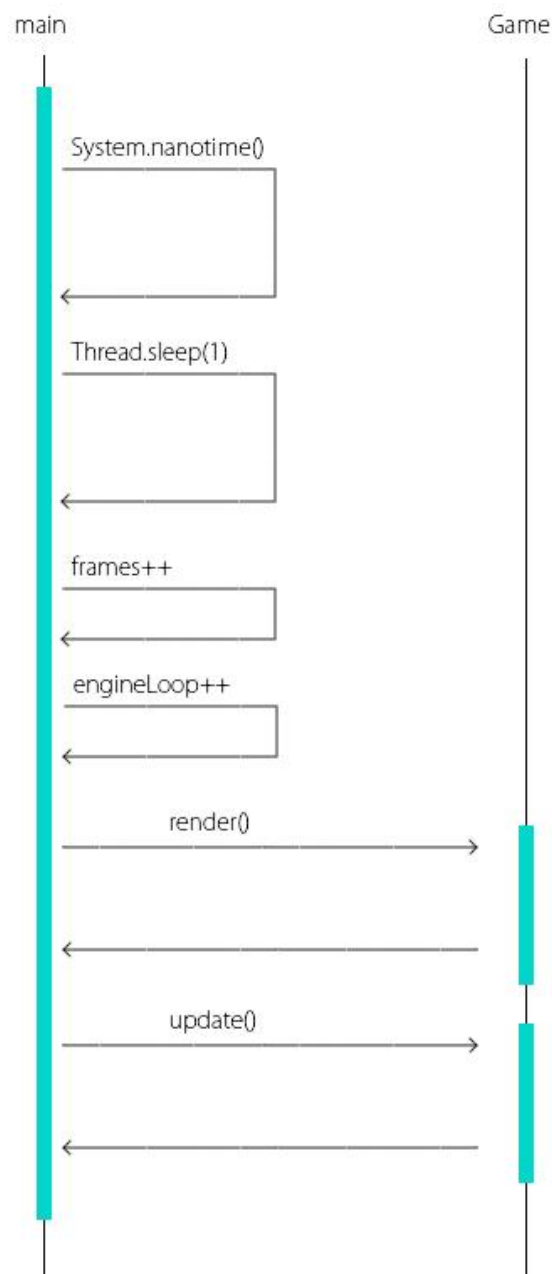 main
Game
System.nanotime()
Thread.sleep(1)
frames++
engineLoop++
render()
update()